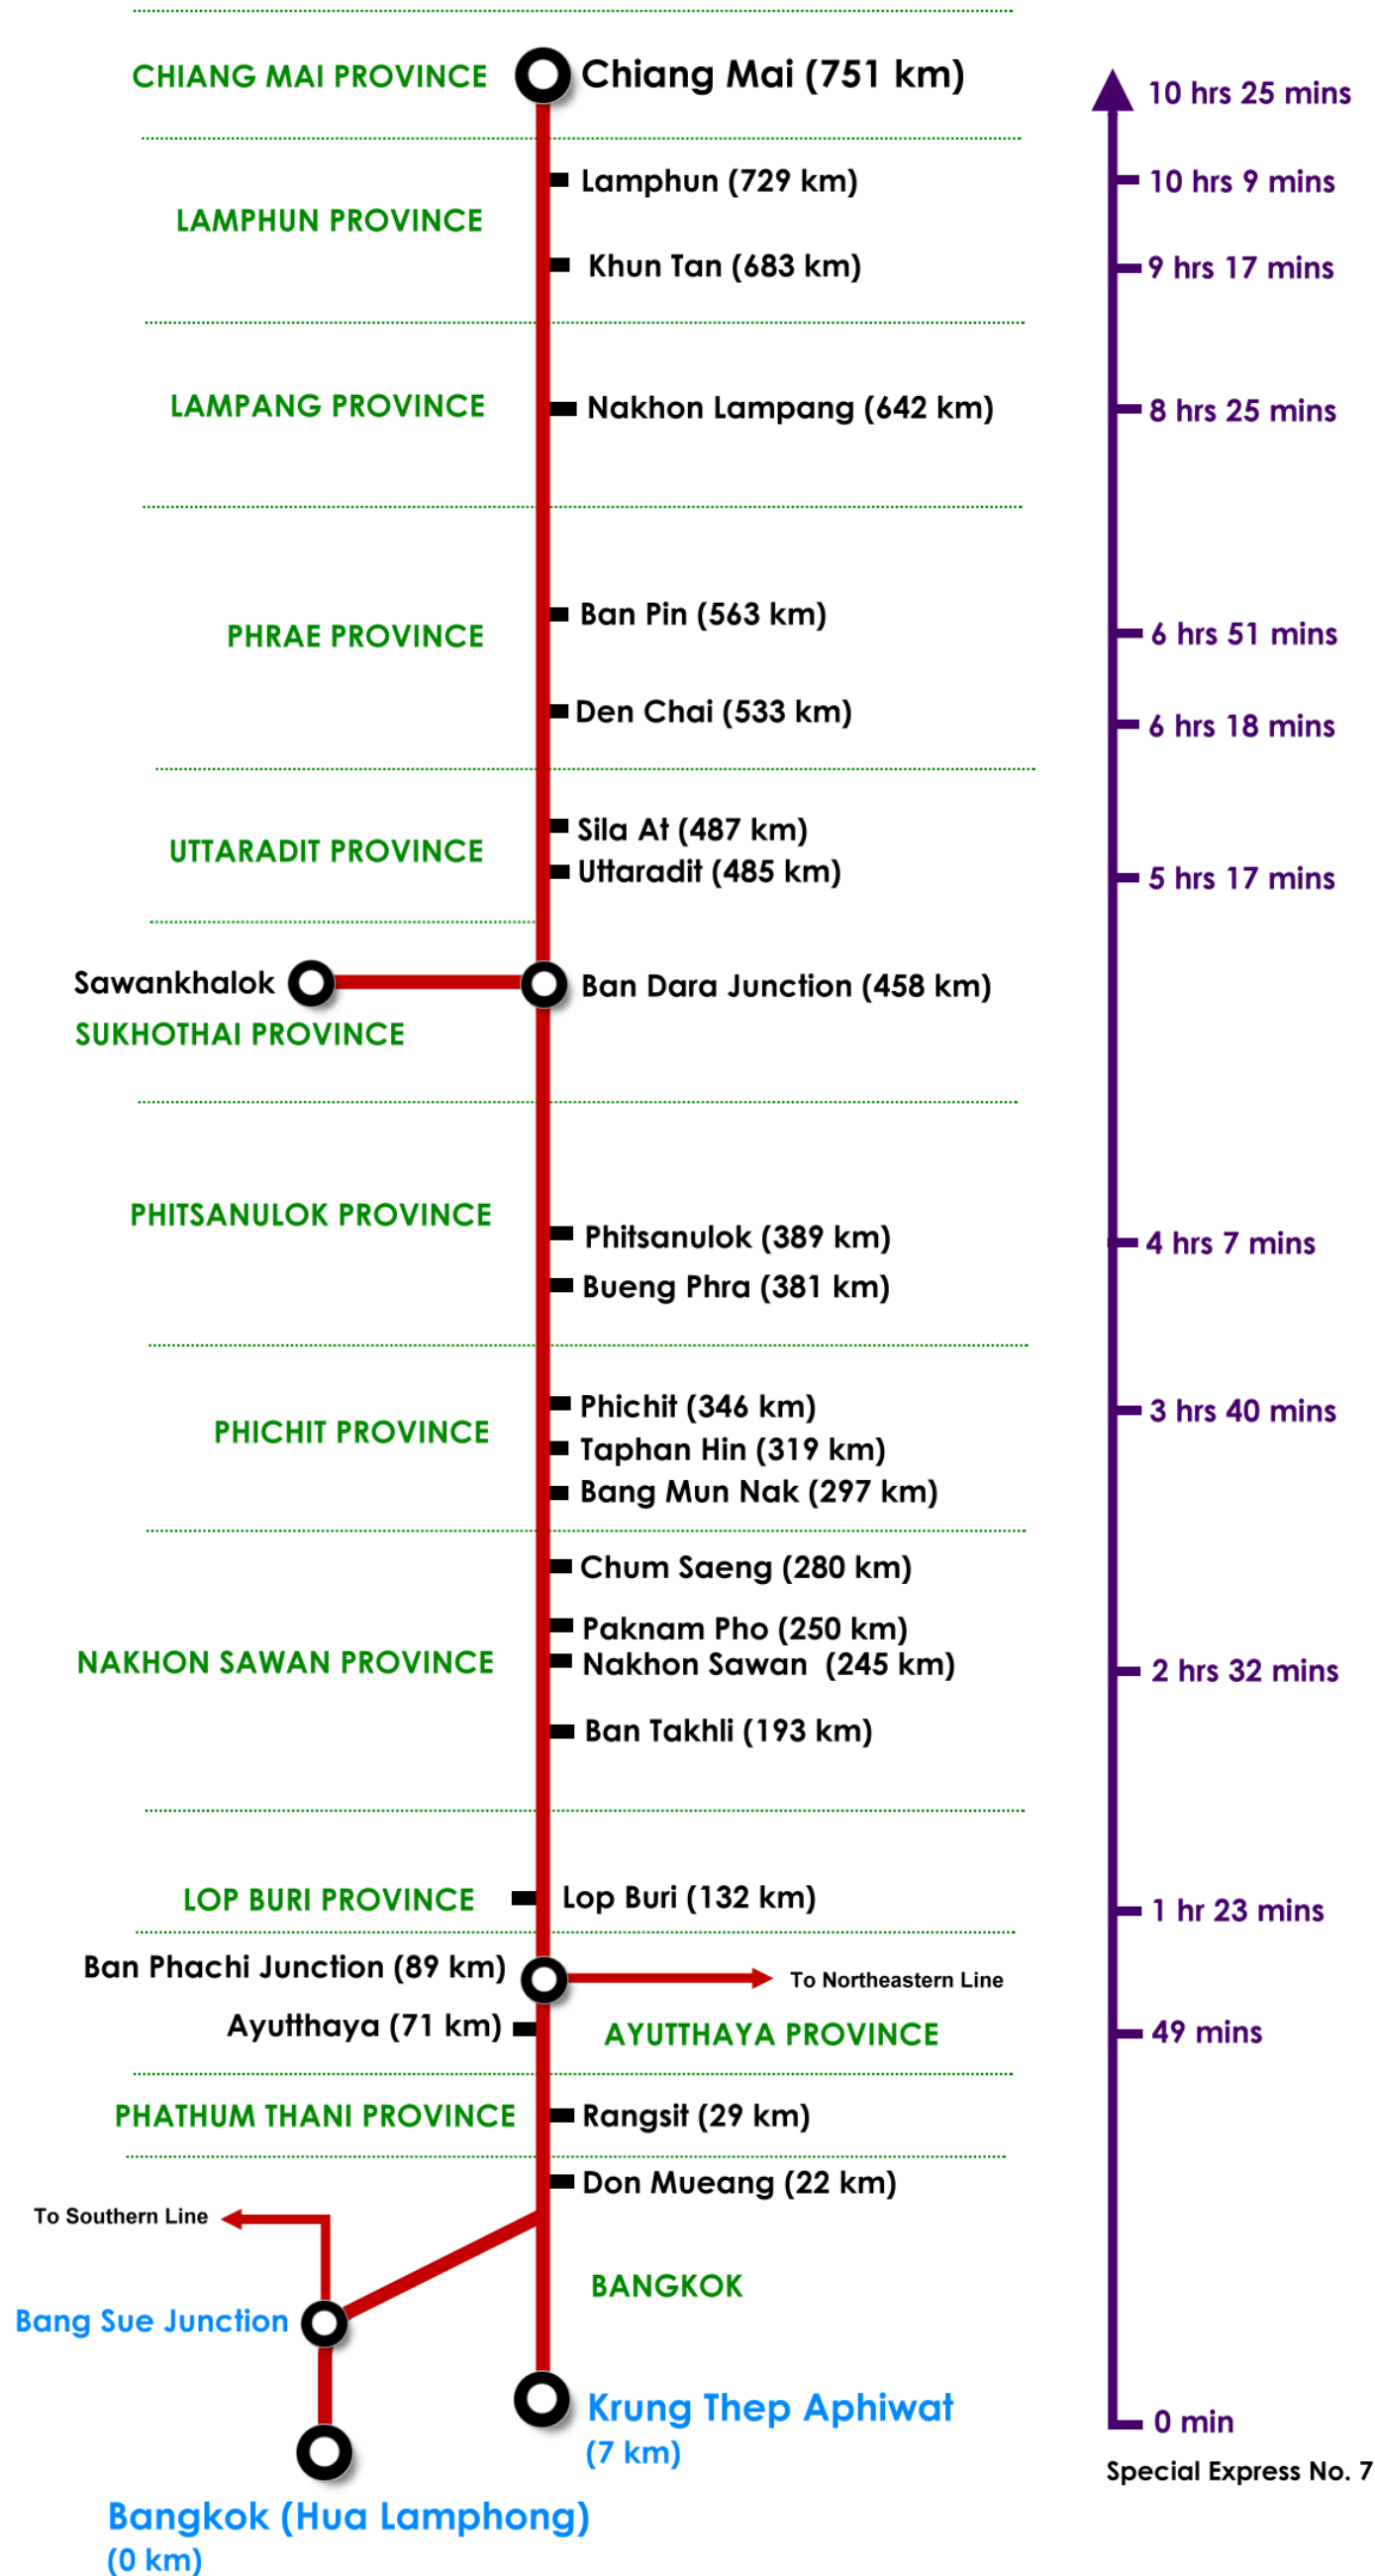 CHIANG MAI PROVINCE
Chiang Mai (751 km)
10 hrs 25 mins
Lamphun (729 km)
10 hrs 9 mins
LAMPHUN PROVINCE
Khun Tan (683 km)
9 hrs 17 mins
LAMPANG PROVINCE
Nakhon Lampang (642 km)
8 hrs 25 mins
Ban Pin (563 km)
PHRAE PROVINCE
6 hrs 51 mins
Den Chai (533 km)
6 hrs 18 mins
Sila At (487 km)
UTTARADIT PROVINCE
Uttaradit (485 km)
5 hrs 17 mins
Sawankhalok
Ban Dara Junction (458 km)
SUKHOTHAI PROVINCE
PHITSANULOK PROVINCE
Phitsanulok (389 km)
4 hrs 7 mins
Bueng Phra (381 km)
Phichit (346 km)
3 hrs 40 mins
PHICHIT PROVINCE
Taphan Hin (319 km)
Bang Mun Nak (297 km)
Chum Saeng (280 km)
Paknam Pho (250 km)
NAKHON SAWAN PROVINCE
Nakhon Sawan (245 km)
2 hrs 32 mins
Ban Takhli (193 km)
LOP BURI PROVINCE
Lop Buri (132 km)
1 hr 23 mins
Ban Phachi Junction (89 km)
To Northeastern Line
Ayutthaya (71 km)
AYUTTHAYA PROVINCE
49 mins
PHATHUM THANI PROVINCE
Rangsit (29 km)
Don Mueang (22 km)
To Southern Line
BANGKOK
Bang Sue Junction
Krung Thep Aphiwat
(7 km)
0 min
Special Express No. 7
Bangkok (Hua Lamphong)
(0 km)